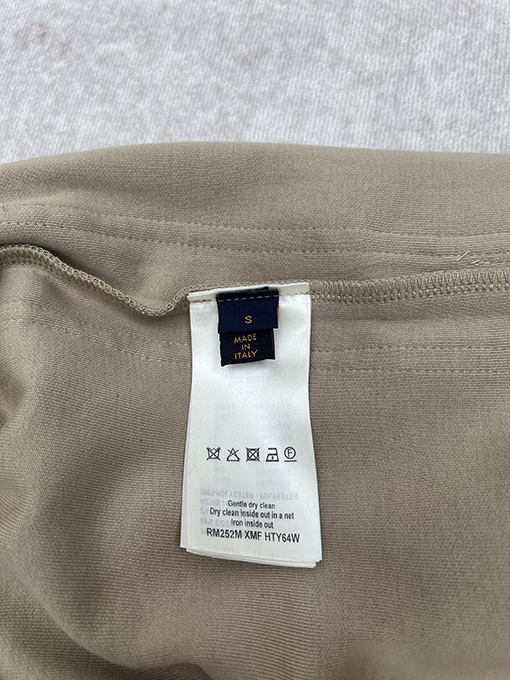 S
MADE
IN
ITALY
Gentle dry clean
Dry clean inside out in a net
Iron inside out
RM252M XMF HTY64W